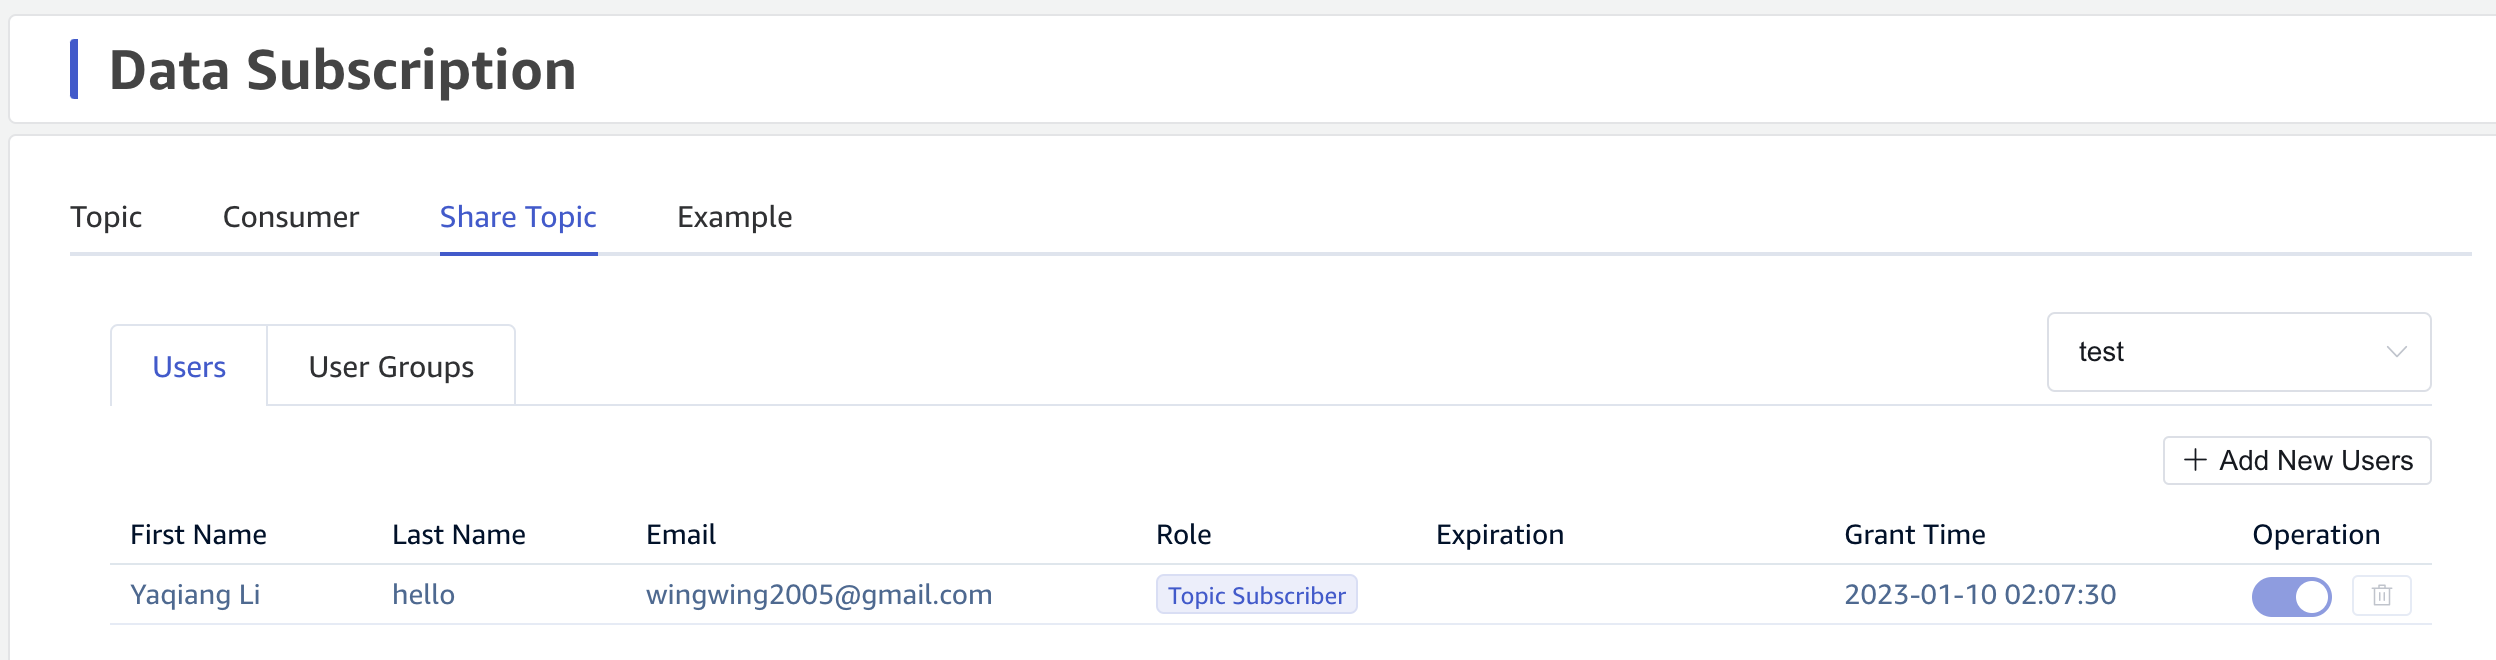 Data Subscription
Topic Consumer Share Topic Example
Users User Groups test
Add New Users
First Name Last Name Email Role Expiration Grant Time Operation
Yaqiang Li hello wingwing2005@gmail.com Topic Subscriber 2023-01-10 02:07:30